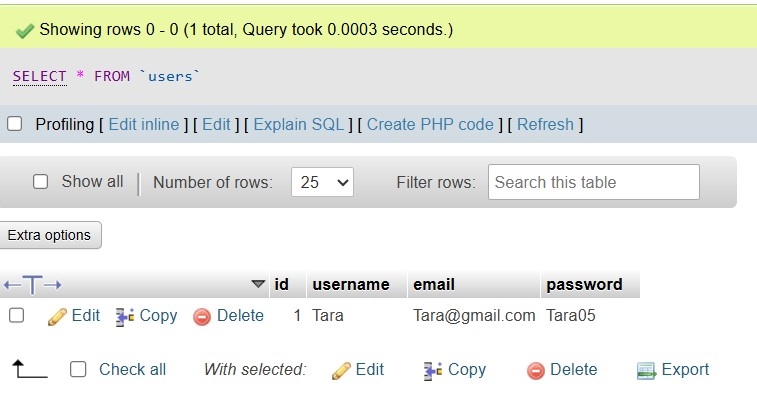 Showing rows 0 - 0 (1 total, Query took 0.0003 seconds.)
SELECT * FROM `users`
Profiling [ Edit inline ] [ Edit ] [ Explain SQL ] [ Create PHP code ] [ Refresh ]
Show all Number of rows: 25 Filter rows: Search this table
Extra options
id username email password
Edit Copy Delete 1 Tara Tara@gmail.com Tara05
Check all With selected: Edit Copy Delete Export